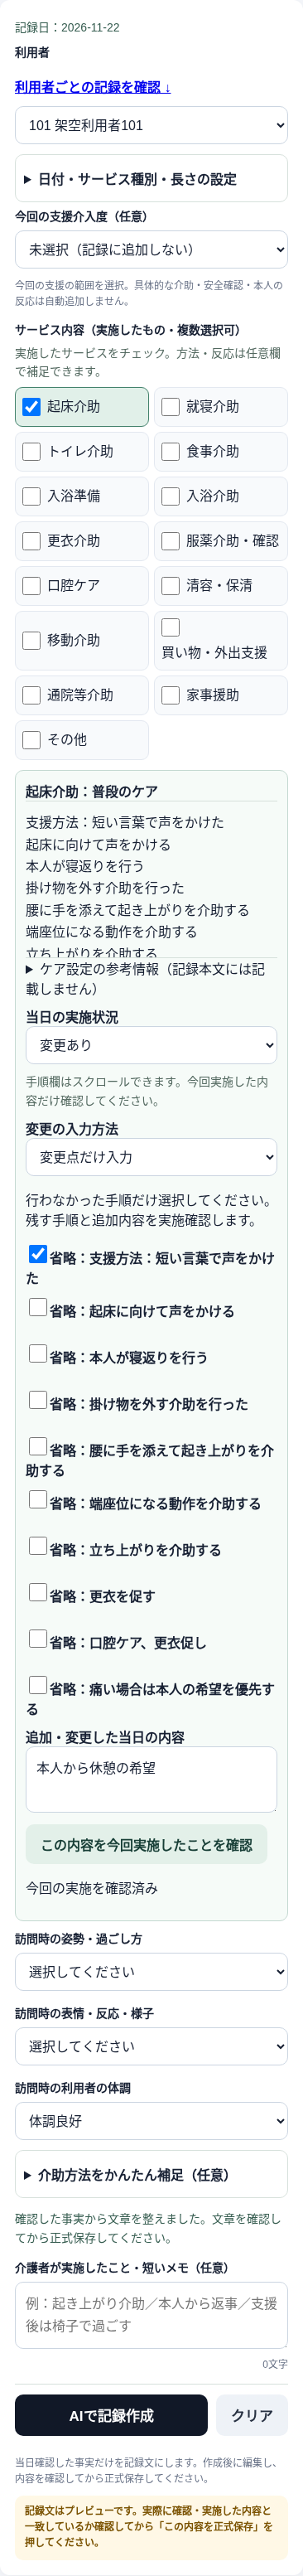 記録日：2026-11-22
利用者
利用者ごとの記録を確認 ↓
101 架空利用者101
▶ 日付・サービス種別・長さの設定
今回の支援介入度（任意）
未選択（記録に追加しない）
今回の支援の範囲を選択。具体的な介助・安全確認・本人の
反応は自動追加しません。
サービス内容（実施したもの・複数選択可）
実施したサービスをチェック。方法・反応は任意欄
で補足できます。
起床介助
就寝介助
トイレ介助
食事介助
入浴準備
入浴介助
更衣介助
服薬介助・確認
口腔ケア
清容・保清
移動介助
買い物・外出支援
通院等介助
家事援助
その他
起床介助：普段のケア
支援方法：短い言葉で声をかけた
起床に向けて声をかける
本人が寝返りを行う
掛け物を外す介助を行った
腰に手を添えて起き上がりを介助する
端座位になる動作を介助する
立ち上がりを介助する
▶ ケア設定の参考情報（記録本文には記
載しません）
当日の実施状況
変更あり
手順欄はスクロールできます。今回実施した内
容だけ確認してください。
変更の入力方法
変更点だけ入力
行わなかった手順だけ選択してください。
残す手順と追加内容を実施確認します。
省略：支援方法：短い言葉で声をかけ
た
省略：起床に向けて声をかける
省略：本人が寝返りを行う
省略：掛け物を外す介助を行った
省略：腰に手を添えて起き上がりを介
助する
省略：端座位になる動作を介助する
省略：立ち上がりを介助する
省略：更衣を促す
省略：口腔ケア、更衣促し
省略：痛い場合は本人の希望を優先す
る
追加・変更した当日の内容
本人から休憩の希望
この内容を今回実施したことを確認
今回の実施を確認済み
訪問時の姿勢・過ごし方
選択してください
訪問時の表情・反応・様子
選択してください
訪問時の利用者の体調
体調良好
▶ 介助方法をかんたん補足（任意）
確認した事実から文章を整えました。文章を確認し
てから正式保存してください。
介護者が実施したこと・短いメモ（任意）
例：起き上がり介助／本人から返事／支援
後は椅子で過ごす
0文字
AIで記録作成
クリア
当日確認した事実だけを記録文にします。作成後に編集し、
内容を確認してから正式保存してください。
記録文はプレビューです。実際に確認・実施した内容と
一致しているか確認してから「この内容を正式保存」を
押してください。